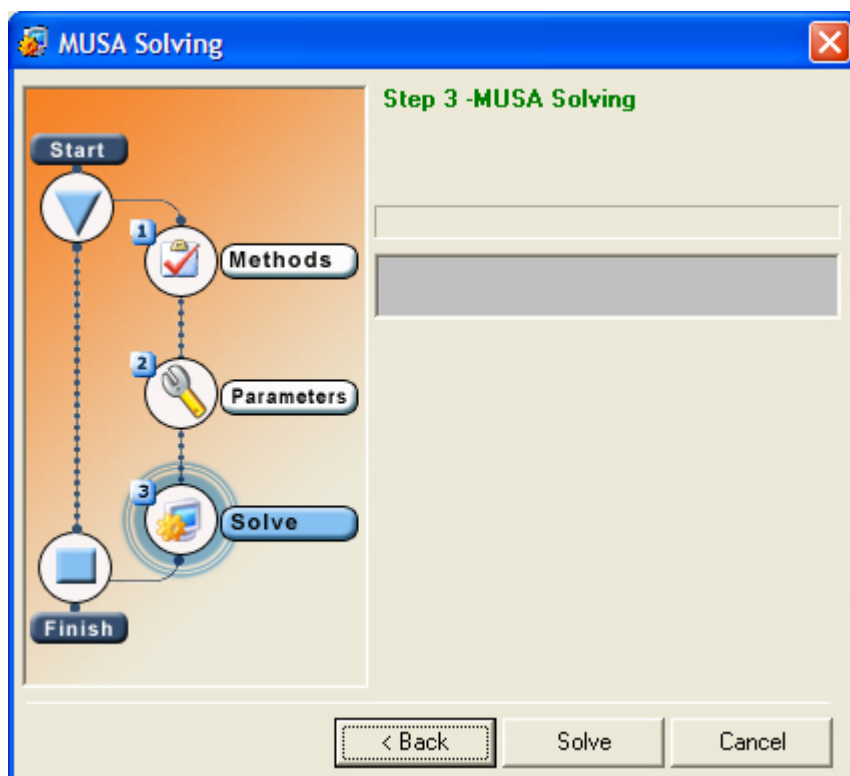 MUSA Solving
Step 3 -MUSA Solving
Start
1
Methods
2
Parameters
3
Solve
Finish
< Back
Solve
Cancel